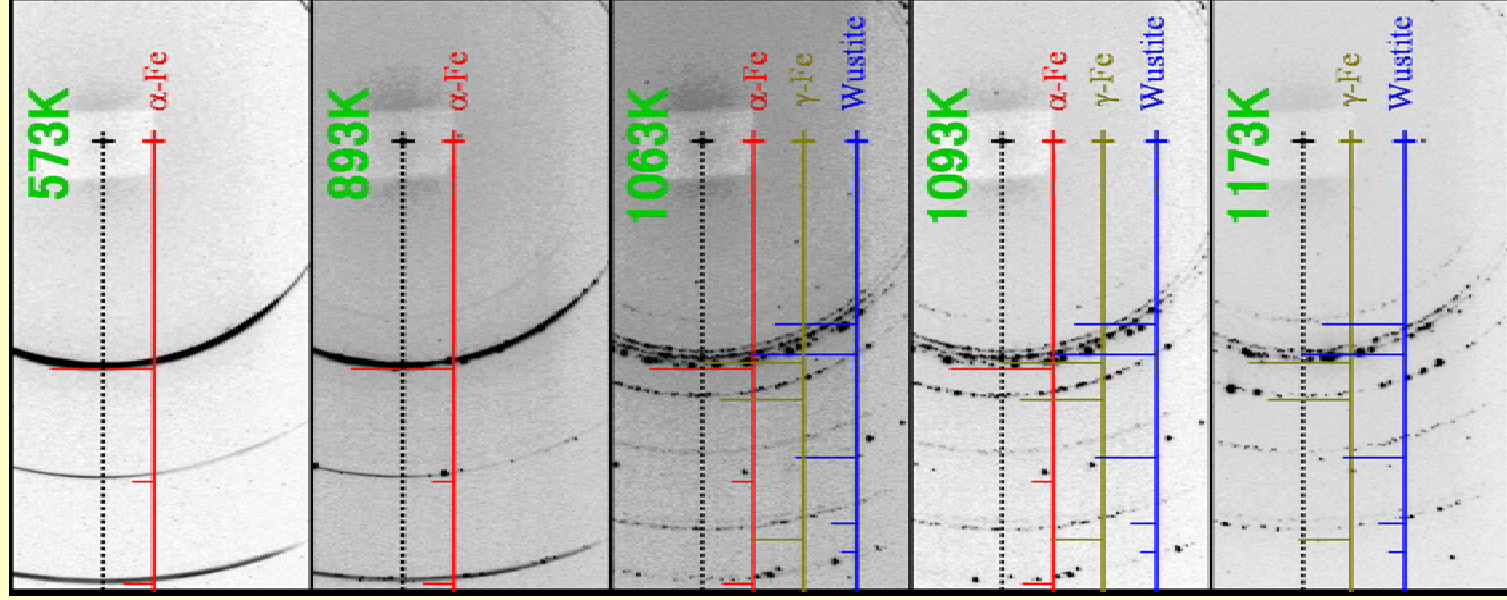 573K
α-Fe
893K
α-Fe
1063K
α-Fe
γ-Fe
Wustite
1093K
α-Fe
γ-Fe
Wustite
1173K
γ-Fe
Wustite